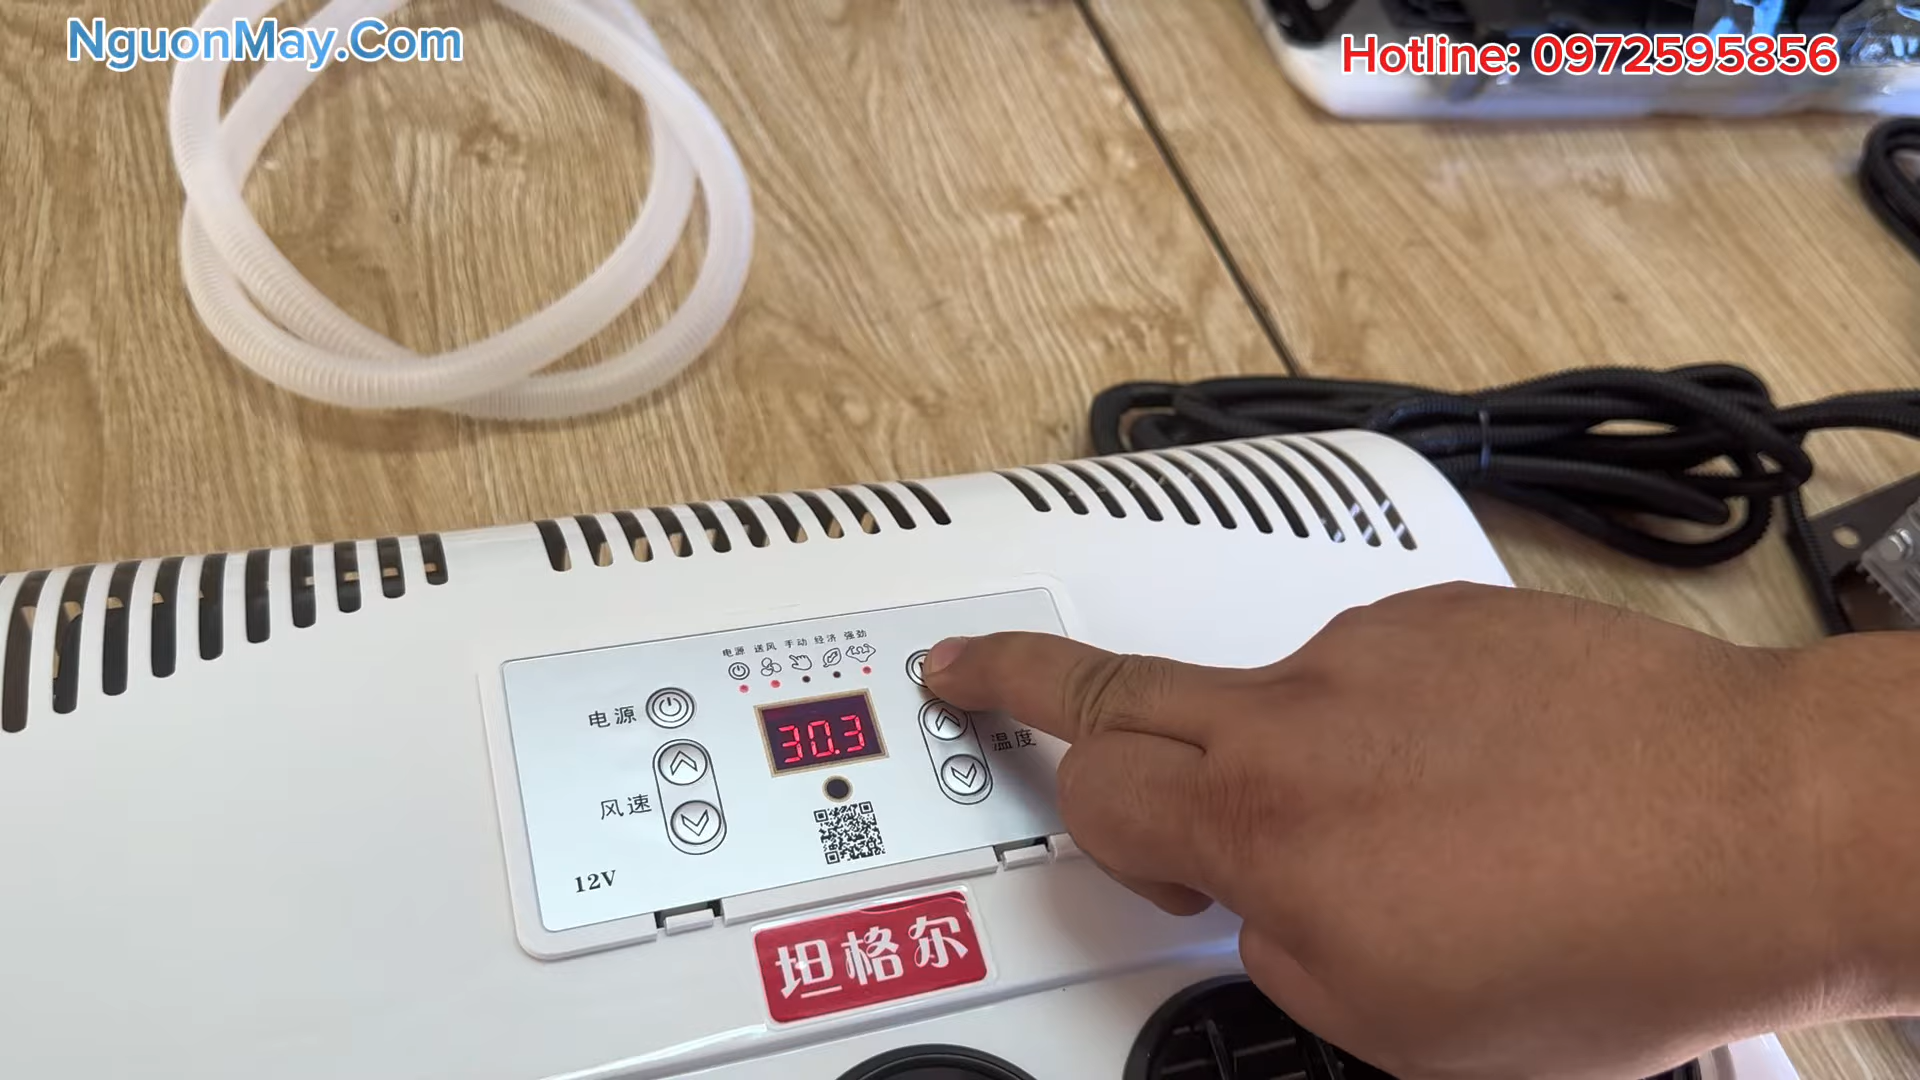 NguonMay.Com
Hotline: 0972595856
电源 送风 手动 经济 强劲
电源
30.3
温度
风速
12V
坦格尔